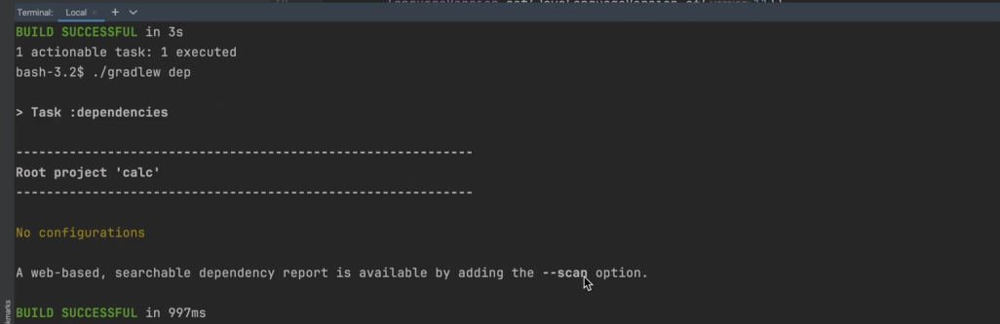 Terminal: Local × + ∨
BUILD SUCCESSFUL in 3s
1 actionable task: 1 executed
bash-3.2$ ./gradlew dep
> Task :dependencies
------------------------------------------------------------
Root project 'calc'
------------------------------------------------------------
No configurations
A web-based, searchable dependency report is available by adding the --scan option.
BUILD SUCCESSFUL in 997ms
kmarks